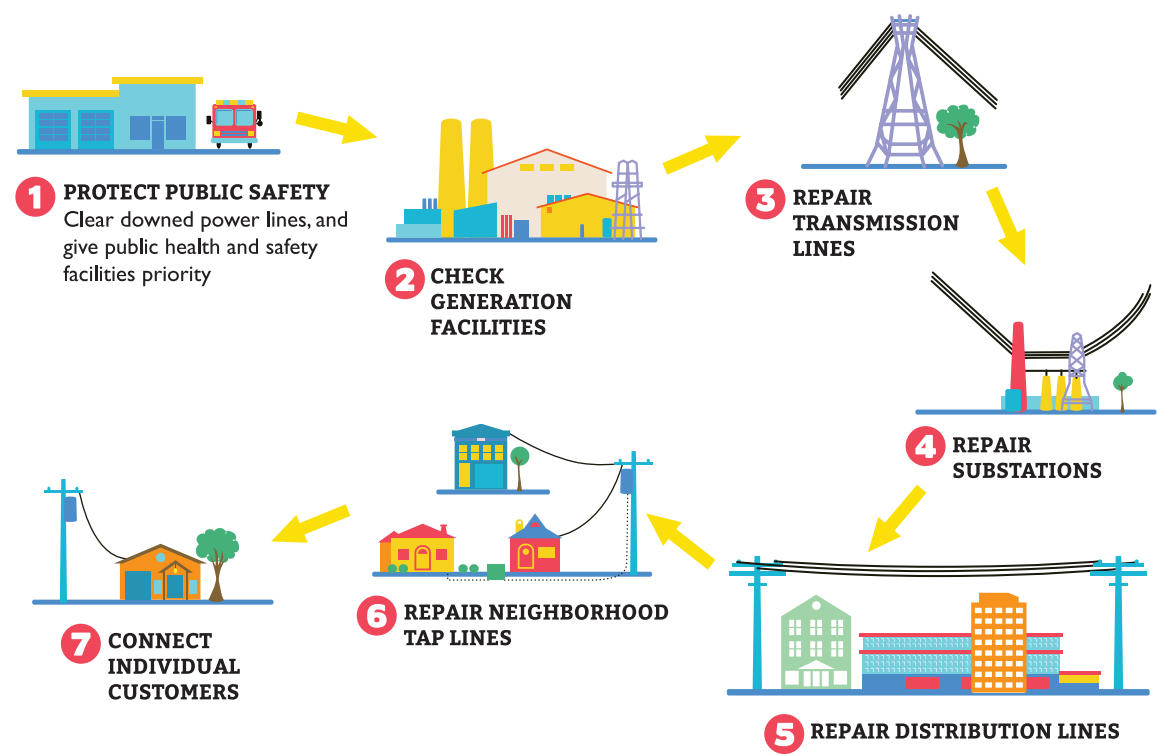 1 PROTECT PUBLIC SAFETY
Clear downed power lines, and
give public health and safety
facilities priority
2 CHECK
GENERATION
FACILITIES
3 REPAIR
TRANSMISSION
LINES
4 REPAIR
SUBSTATIONS
5 REPAIR DISTRIBUTION LINES
6 REPAIR NEIGHBORHOOD
TAP LINES
7 CONNECT
INDIVIDUAL
CUSTOMERS